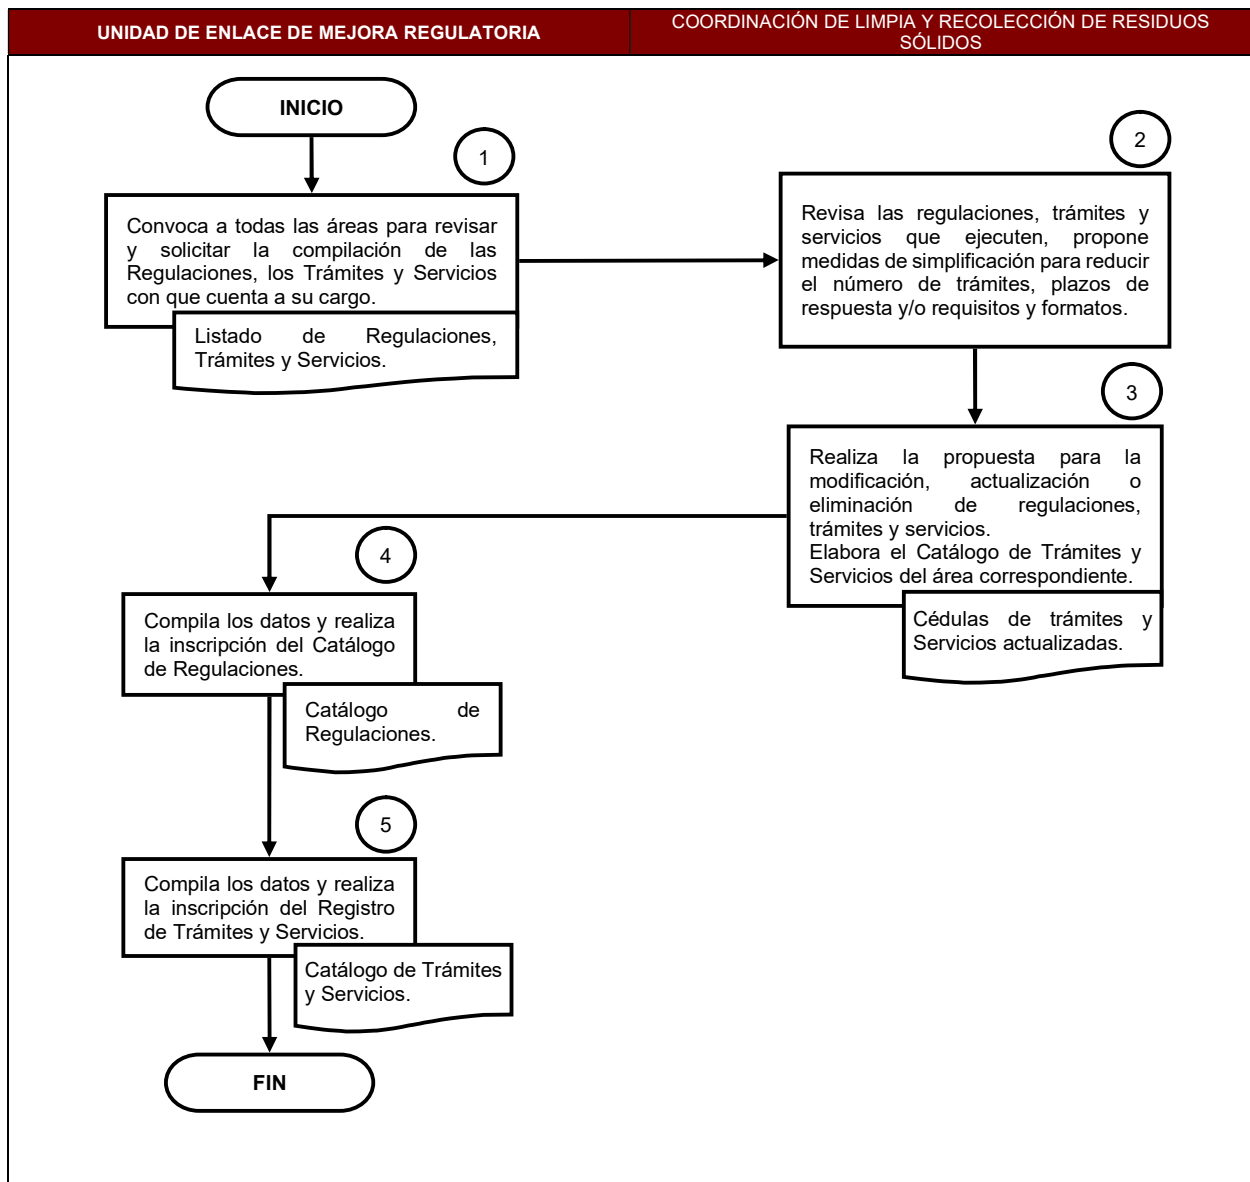 UNIDAD DE ENLACE DE MEJORA REGULATORIA
COORDINACIÓN DE LIMPIA Y RECOLECCIÓN DE RESIDUOS
SÓLIDOS
INICIO
1
Convoca a todas las áreas para revisar
y solicitar la compilación de las
Regulaciones, los Trámites y Servicios
con que cuenta a su cargo.
Listado de Regulaciones,
Trámites y Servicios.
2
Revisa las regulaciones, trámites y
servicios que ejecuten, propone
medidas de simplificación para reducir
el número de trámites, plazos de
respuesta y/o requisitos y formatos.
3
Realiza la propuesta para la
modificación, actualización o
eliminación de regulaciones,
trámites y servicios.
Elabora el Catálogo de Trámites y
Servicios del área correspondiente.
Cédulas de trámites y
Servicios actualizadas.
4
Compila los datos y realiza
la inscripción del Catálogo
de Regulaciones.
Catálogo de
Regulaciones.
5
Compila los datos y realiza
la inscripción del Registro
de Trámites y Servicios.
Catálogo de Trámites
y Servicios.
FIN